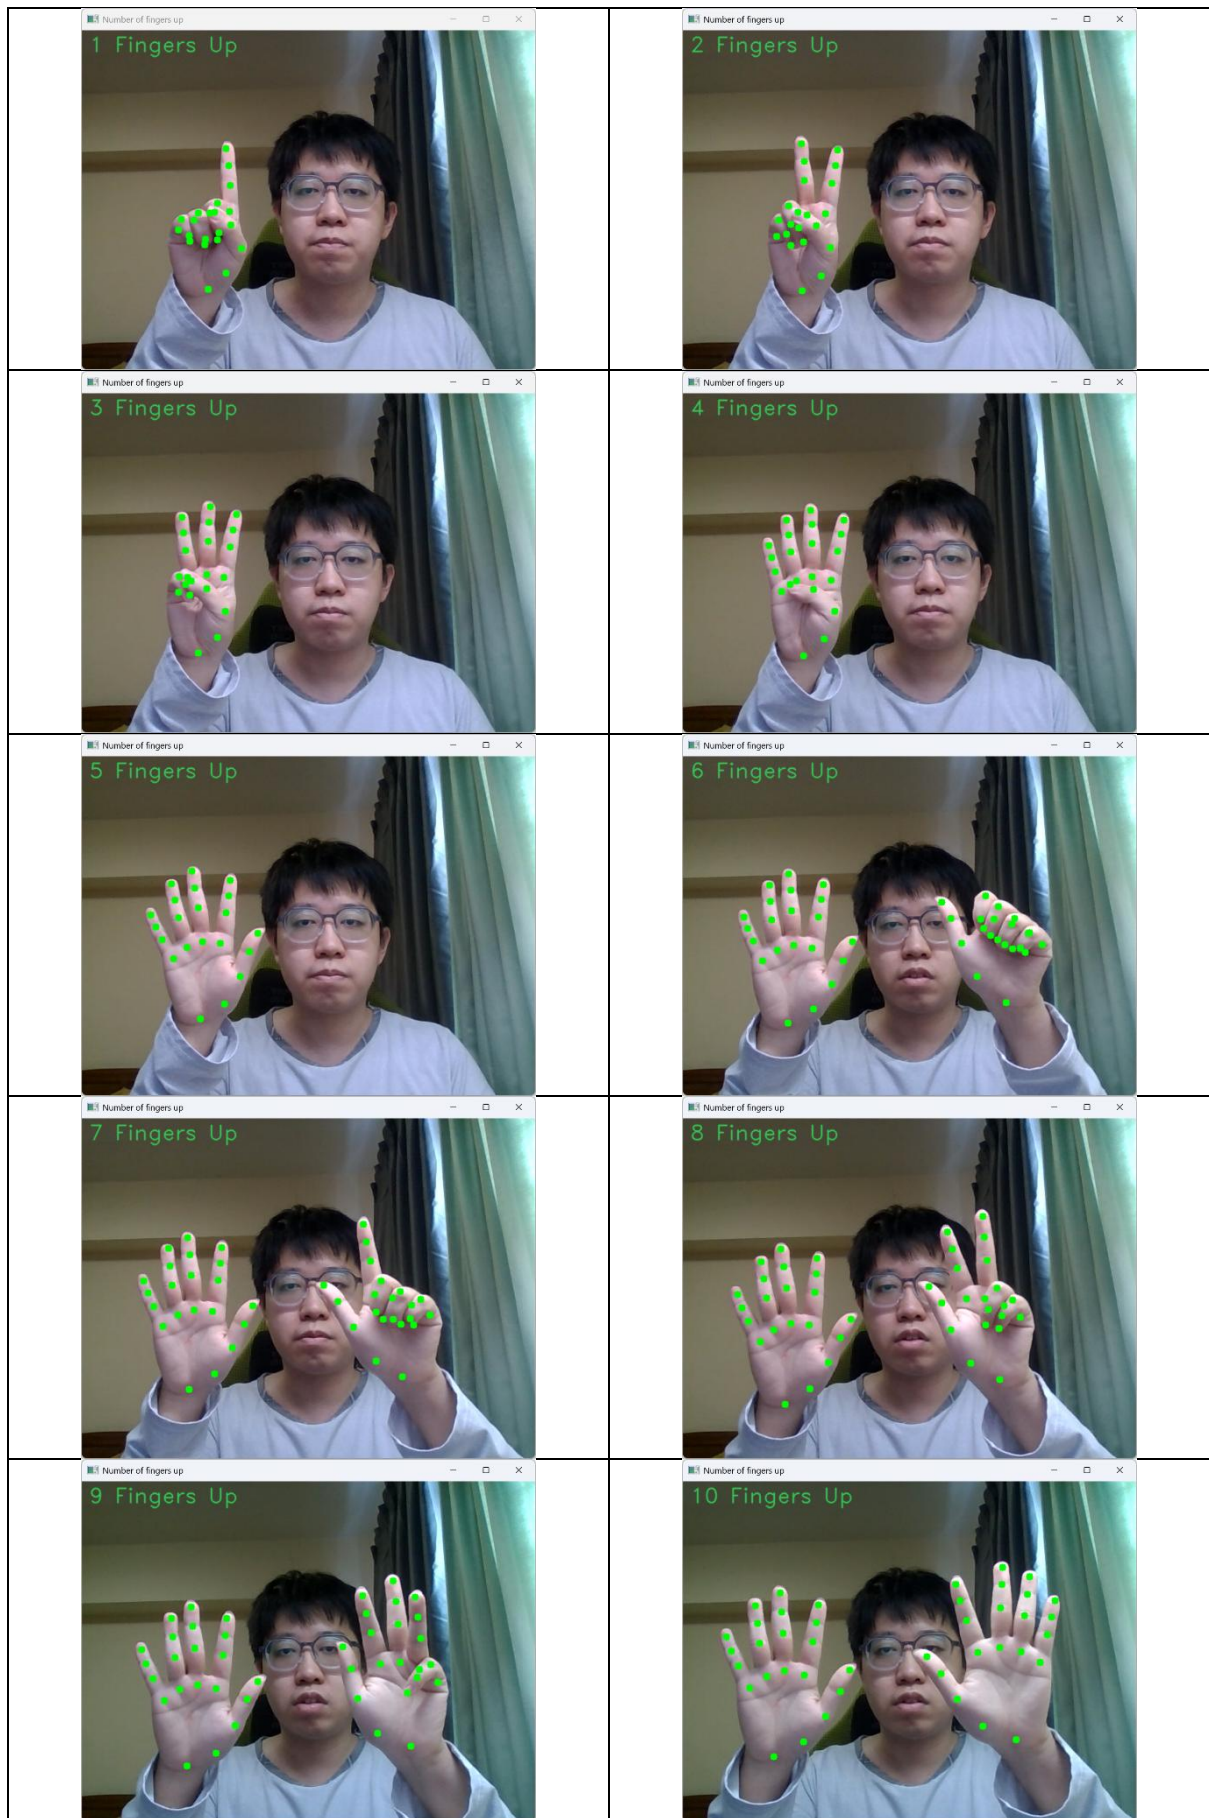 Number of fingers up
1 Fingers Up
Number of fingers up
2 Fingers Up
Number of fingers up
3 Fingers Up
Number of fingers up
4 Fingers Up
Number of fingers up
5 Fingers Up
Number of fingers up
6 Fingers Up
Number of fingers up
7 Fingers Up
Number of fingers up
8 Fingers Up
Number of fingers up
9 Fingers Up
Number of fingers up
10 Fingers Up